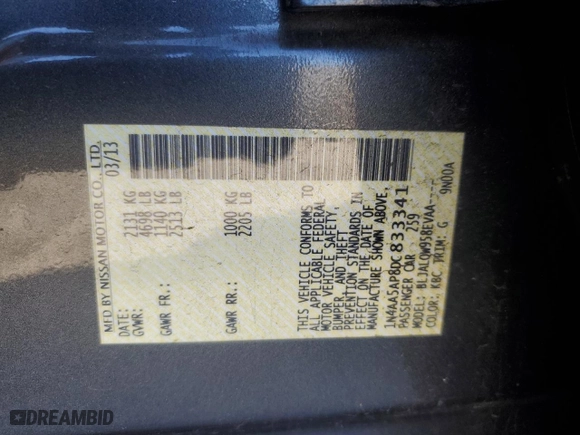 MFD BY NISSAN MOTOR CO., LTD.
DATE: 03/13
GVWR: 2131 KG
4698 LB
GAWR FR.: 1140 KG
2513 LB
GAWR RR.: 1000 KG
2205 LB
THIS VEHICLE CONFORMS TO
ALL APPLICABLE FEDERAL
MOTOR VEHICLE SAFETY,
BUMPER, AND THEFT
PREVENTION STANDARDS IN
EFFECT ON THE DATE OF
MANUFACTURE SHOWN ABOVE.
1N4AA5AP8DC833341
PASSENGER CAR 259
MODEL: BLJALQW958EVAA----
COLOR: KBC TRIM: G 9N00A
DREAMBID